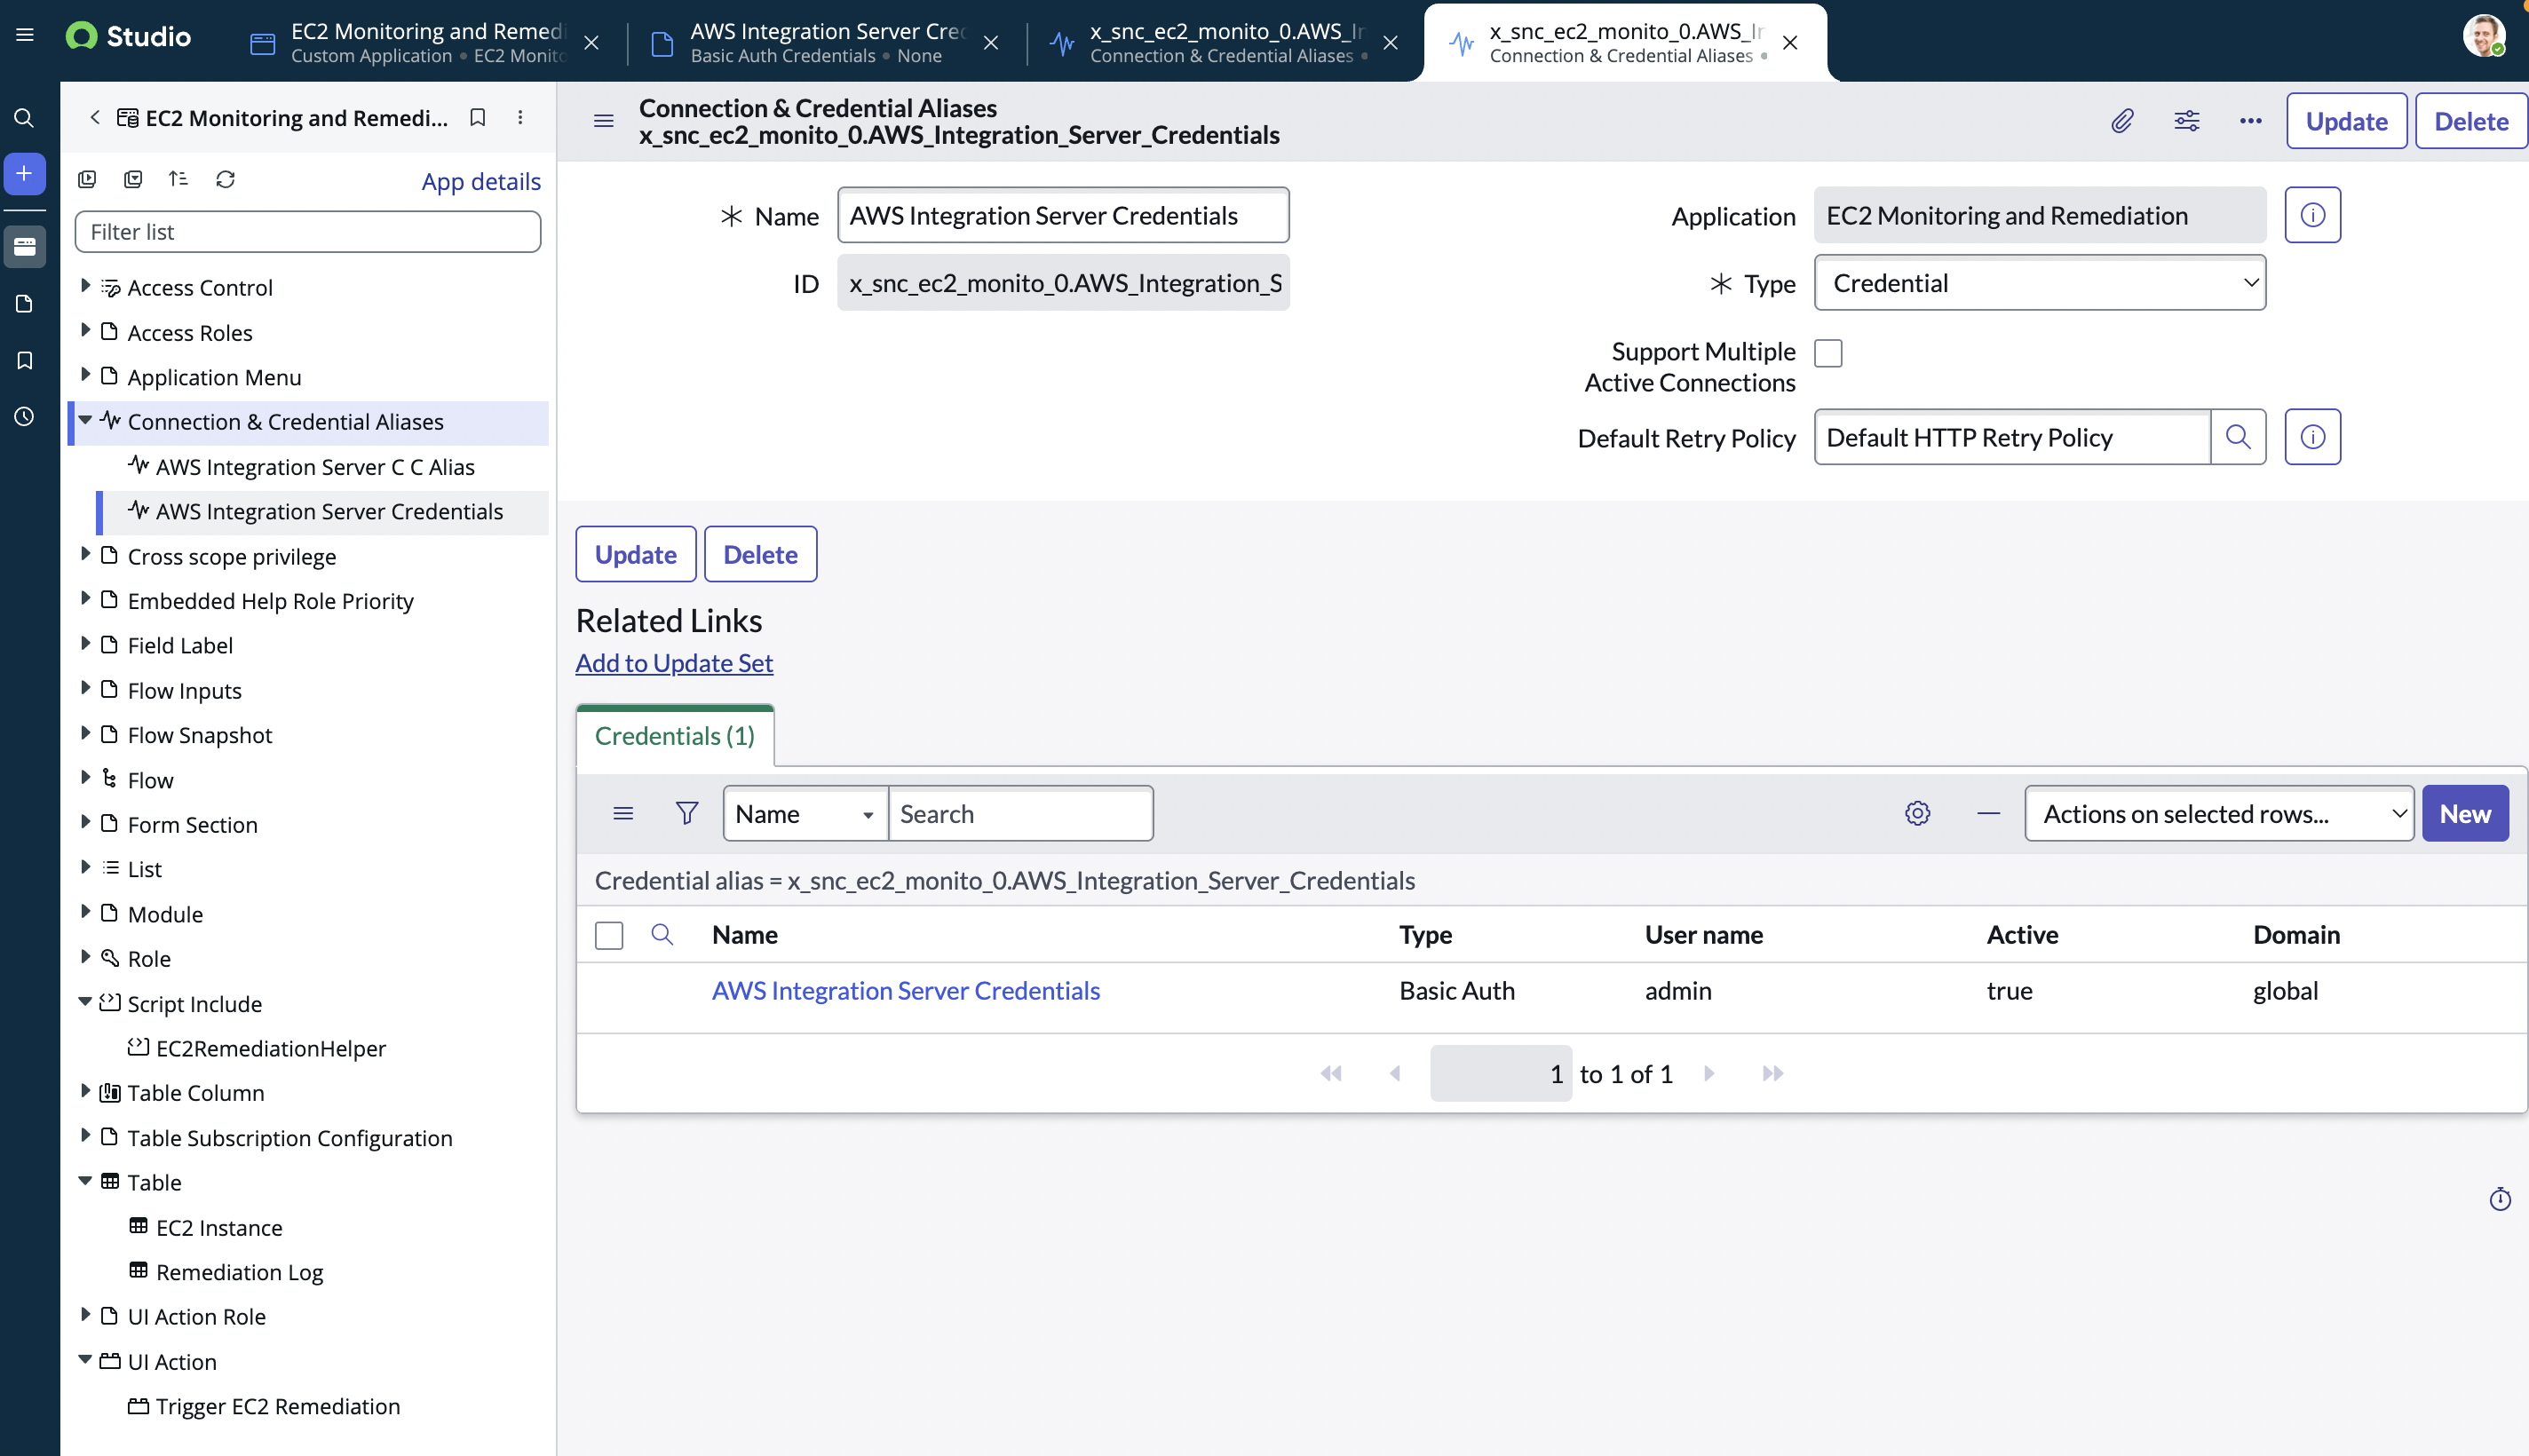 Studio
EC2 Monitoring and Remedi
Custom Application • EC2 Monito
AWS Integration Server Cre
Basic Auth Credentials • None
x_snc_ec2_monito_0.AWS_Ir
Connection & Credential Aliases •
x_snc_ec2_monito_0.AWS_Ir
Connection & Credential Aliases •
EC2 Monitoring and Remedi...
App details
Filter list
Access Control
Access Roles
Application Menu
Connection & Credential Aliases
AWS Integration Server C C Alias
AWS Integration Server Credentials
Cross scope privilege
Embedded Help Role Priority
Field Label
Flow Inputs
Flow Snapshot
Flow
Form Section
List
Module
Role
Script Include
EC2RemediationHelper
Table Column
Table Subscription Configuration
Table
EC2 Instance
Remediation Log
UI Action Role
UI Action
Trigger EC2 Remediation
Connection & Credential Aliases
x_snc_ec2_monito_0.AWS_Integration_Server_Credentials
Update
Delete
Name
AWS Integration Server Credentials
ID
x_snc_ec2_monito_0.AWS_Integration_S
Application
EC2 Monitoring and Remediation
Type
Credential
Support Multiple
Active Connections
Default Retry Policy
Default HTTP Retry Policy
Update
Delete
Related Links
Add to Update Set
Credentials (1)
Name
Search
Actions on selected rows...
New
Credential alias = x_snc_ec2_monito_0.AWS_Integration_Server_Credentials
Name Type User name Active Domain
AWS Integration Server Credentials Basic Auth admin true global
1 to 1 of 1